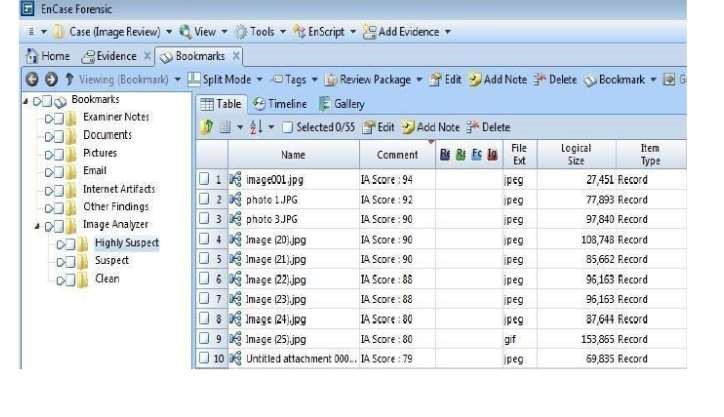 EnCase Forensic
Case (Image Review) View Tools EnScript Add Evidence
Home Evidence Bookmarks
Viewing (Bookmark) Split Mode Tags Review Package Edit Add Note Delete Bookmark
Bookmarks
Examiner Notes
Documents
Pictures
Email
Internet Artifacts
Other Findings
Image Analyzer
Highly Suspect
Suspect
Clean
Table Timeline Gallery
Selected 0/55 Edit Add Note Delete
Name Comment File Ext Logical Size Item Type
1 image001.jpg IA Score : 94 jpeg 27,451 Record
2 photo 1.JPG IA Score : 92 jpeg 77,893 Record
3 photo 3.JPG IA Score : 90 jpeg 97,840 Record
4 Image (20).jpg IA Score : 90 jpeg 108,748 Record
5 Image (21).jpg IA Score : 90 jpeg 85,662 Record
6 Image (22).jpg IA Score : 88 jpeg 96,163 Record
7 Image (23).jpg IA Score : 88 jpeg 96,163 Record
8 Image (24).jpg IA Score : 80 jpeg 87,644 Record
9 Image (25).jpg IA Score : 80 gif 153,865 Record
10 Untitled attachment 000... IA Score : 79 jpeg 69,835 Record